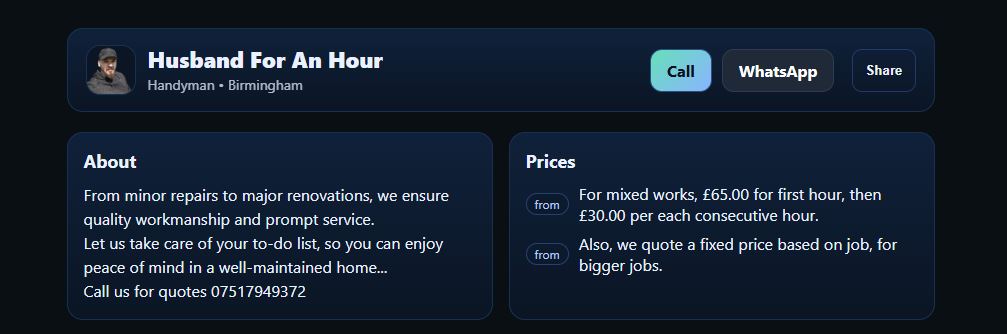 Husband For An Hour
Handyman • Birmingham
Call
WhatsApp
Share
About
From minor repairs to major renovations, we ensure
quality workmanship and prompt service.
Let us take care of your to-do list, so you can enjoy
peace of mind in a well-maintained home...
Call us for quotes 07517949372
Prices
from
For mixed works, £65.00 for first hour, then
£30.00 per each consecutive hour.
from
Also, we quote a fixed price based on job, for
bigger jobs.